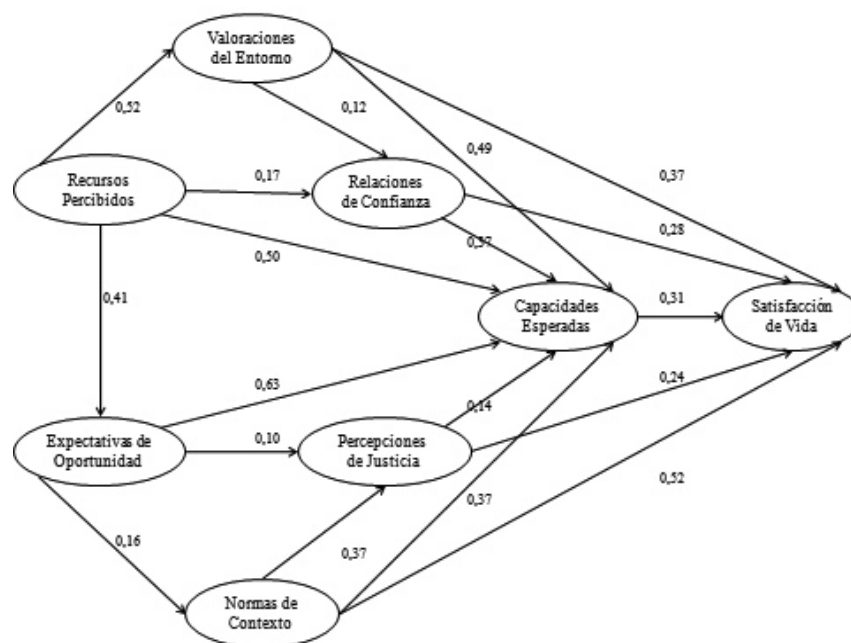 Valoraciones
del Entorno
0,52
0,12
0,49
0,37
Recursos
Percibidos
0,17
Relaciones
de Confianza
0,28
0,57
0,50
0,41
Capacidades
Esperadas
0,31
Satisfacción
de Vida
0,63
0,24
0,14
Expectativas de
Oportunidad
0,10
Percepciones
de Justicia
0,52
0,37
0,16
0,37
Normas de
Contexto